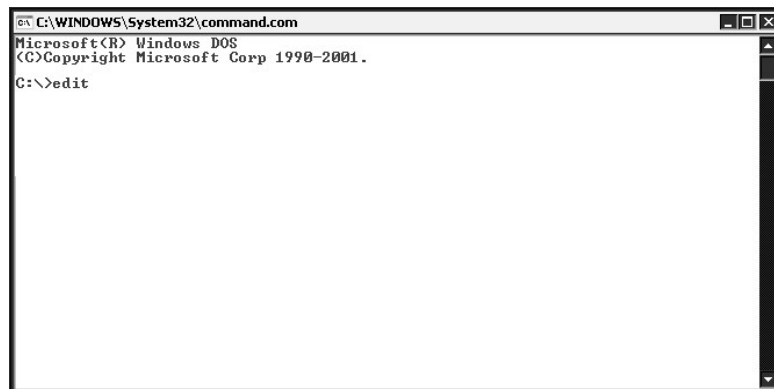 C:\WINDOWS\System32\command.com
Microsoft(R) Windows DOS
(C)Copyright Microsoft Corp 1990-2001.
C:\>edit